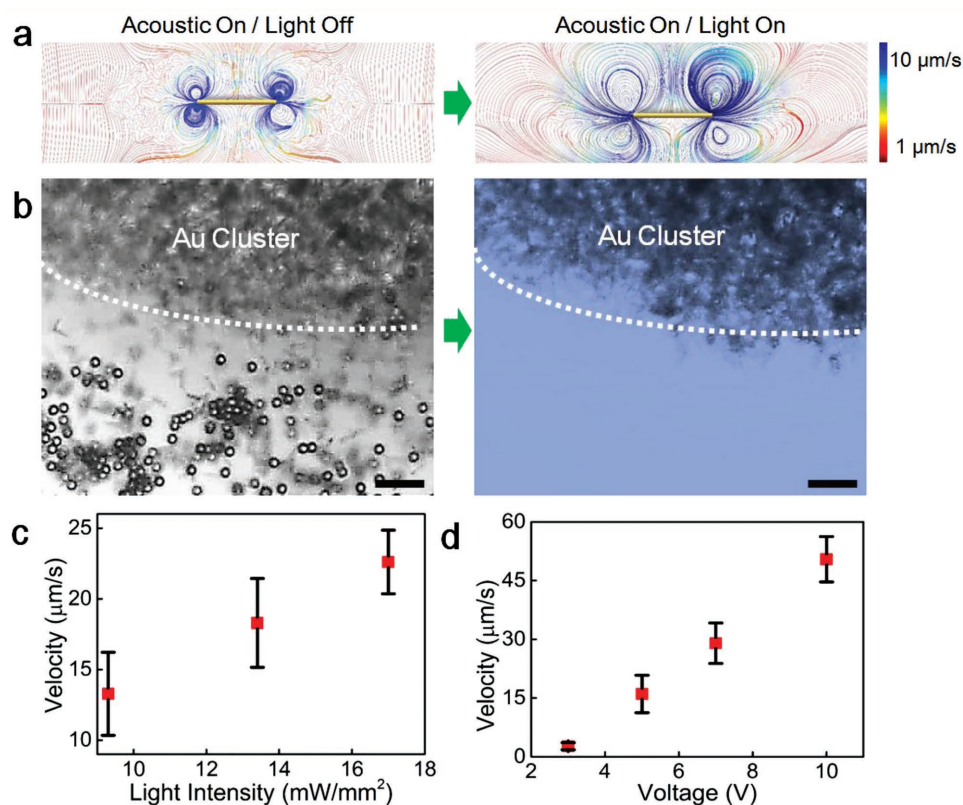 Acoustic On / Light Off
Acoustic On / Light On
a
10 μm/s
1 μm/s
b
Au Cluster
Au Cluster
c
25
20
15
10
Velocity (μm/s)
10
12
14
16
18
Light Intensity (mW/mm²)
d
60
45
30
15
0
Velocity (μm/s)
2
4
6
8
10
Voltage (V)